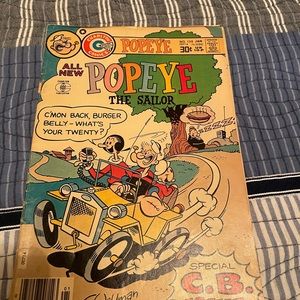 POPEYE
30¢
ALL
NEW
POPEYE
THE SAILOR
C'MON BACK, BURGER
BELLY - WHAT'S
YOUR TWENTY?
SPECIAL
C.B.